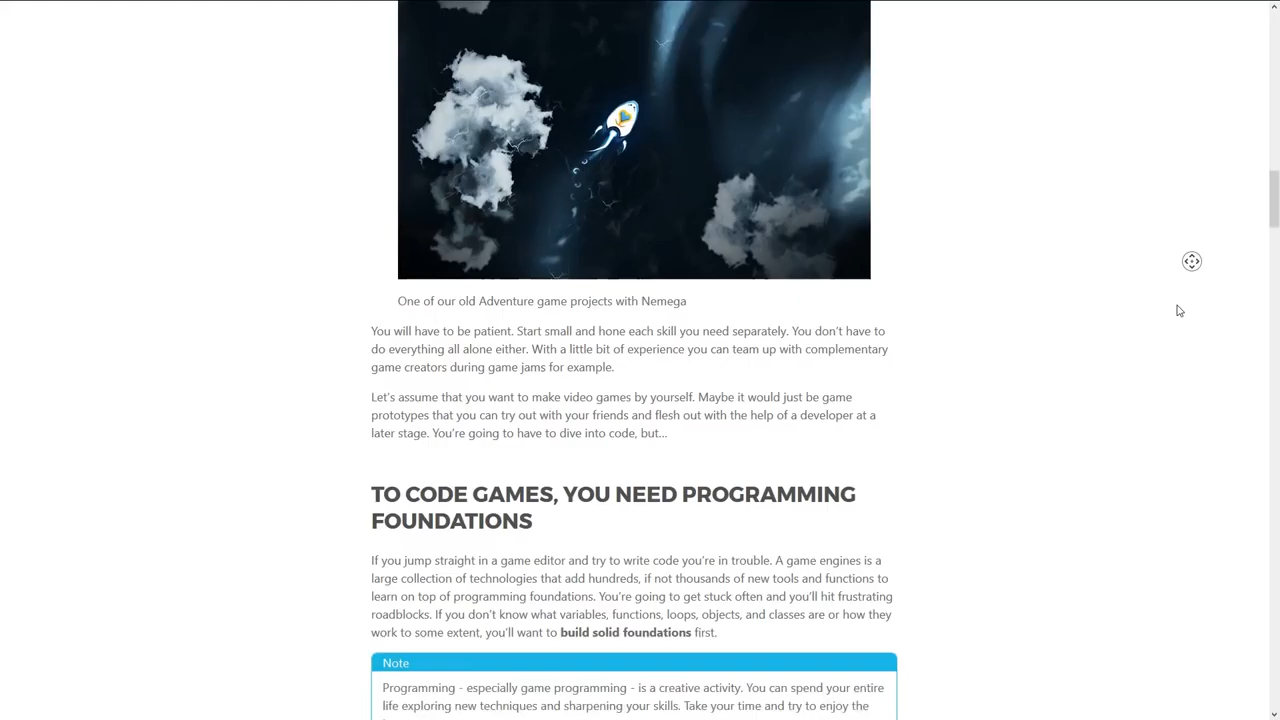 One of our old Adventure game projects with Nemega
You will have to be patient. Start small and hone each skill you need separately. You don't have to
do everything all alone either. With a little bit of experience you can team up with complementary
game creators during game jams for example.
Let's assume that you want to make video games by yourself. Maybe it would just be game
prototypes that you can try out with your friends and flesh out with the help of a developer at a
later stage. You're going to have to dive into code, but...
TO CODE GAMES, YOU NEED PROGRAMMING
FOUNDATIONS
If you jump straight in a game editor and try to write code you're in trouble. A game engines is a
large collection of technologies that add hundreds, if not thousands of new tools and functions to
learn on top of programming foundations. You're going to get stuck often and you'll hit frustrating
roadblocks. If you don't know what variables, functions, loops, objects, and classes are or how they
work to some extent, you'll want to build solid foundations first.
Note
Programming - especially game programming - is a creative activity. You can spend your entire
life exploring new techniques and sharpening your skills. Take your time and try to enjoy the